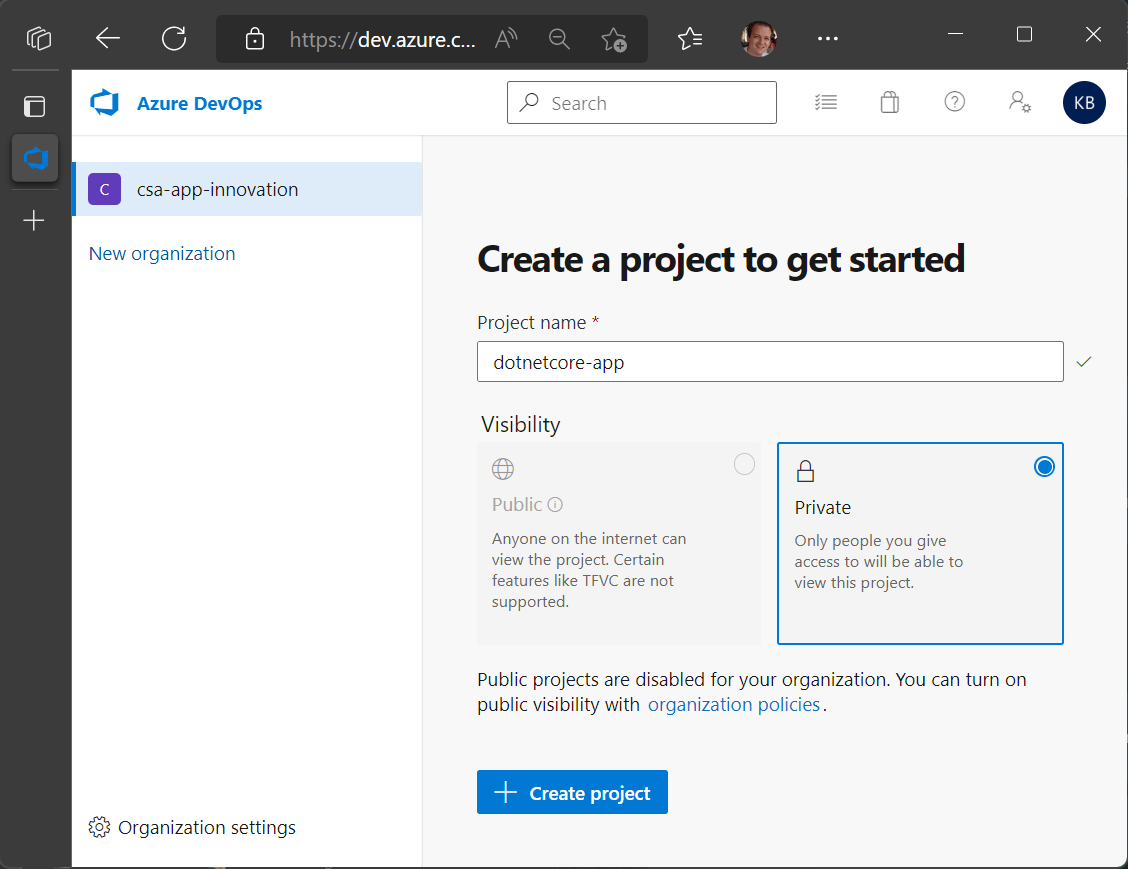 https://dev.azure.c...
A
Azure DevOps
Search
KB
C
csa-app-innovation
New organization
Create a project to get started
Project name *
dotnetcore-app
Visibility
Public
Anyone on the internet can
view the project. Certain
features like TFVC are not
supported.
Private
Only people you give
access to will be able to
view this project.
Public projects are disabled for your organization. You can turn on
public visibility with organization policies.
Create project
Organization settings